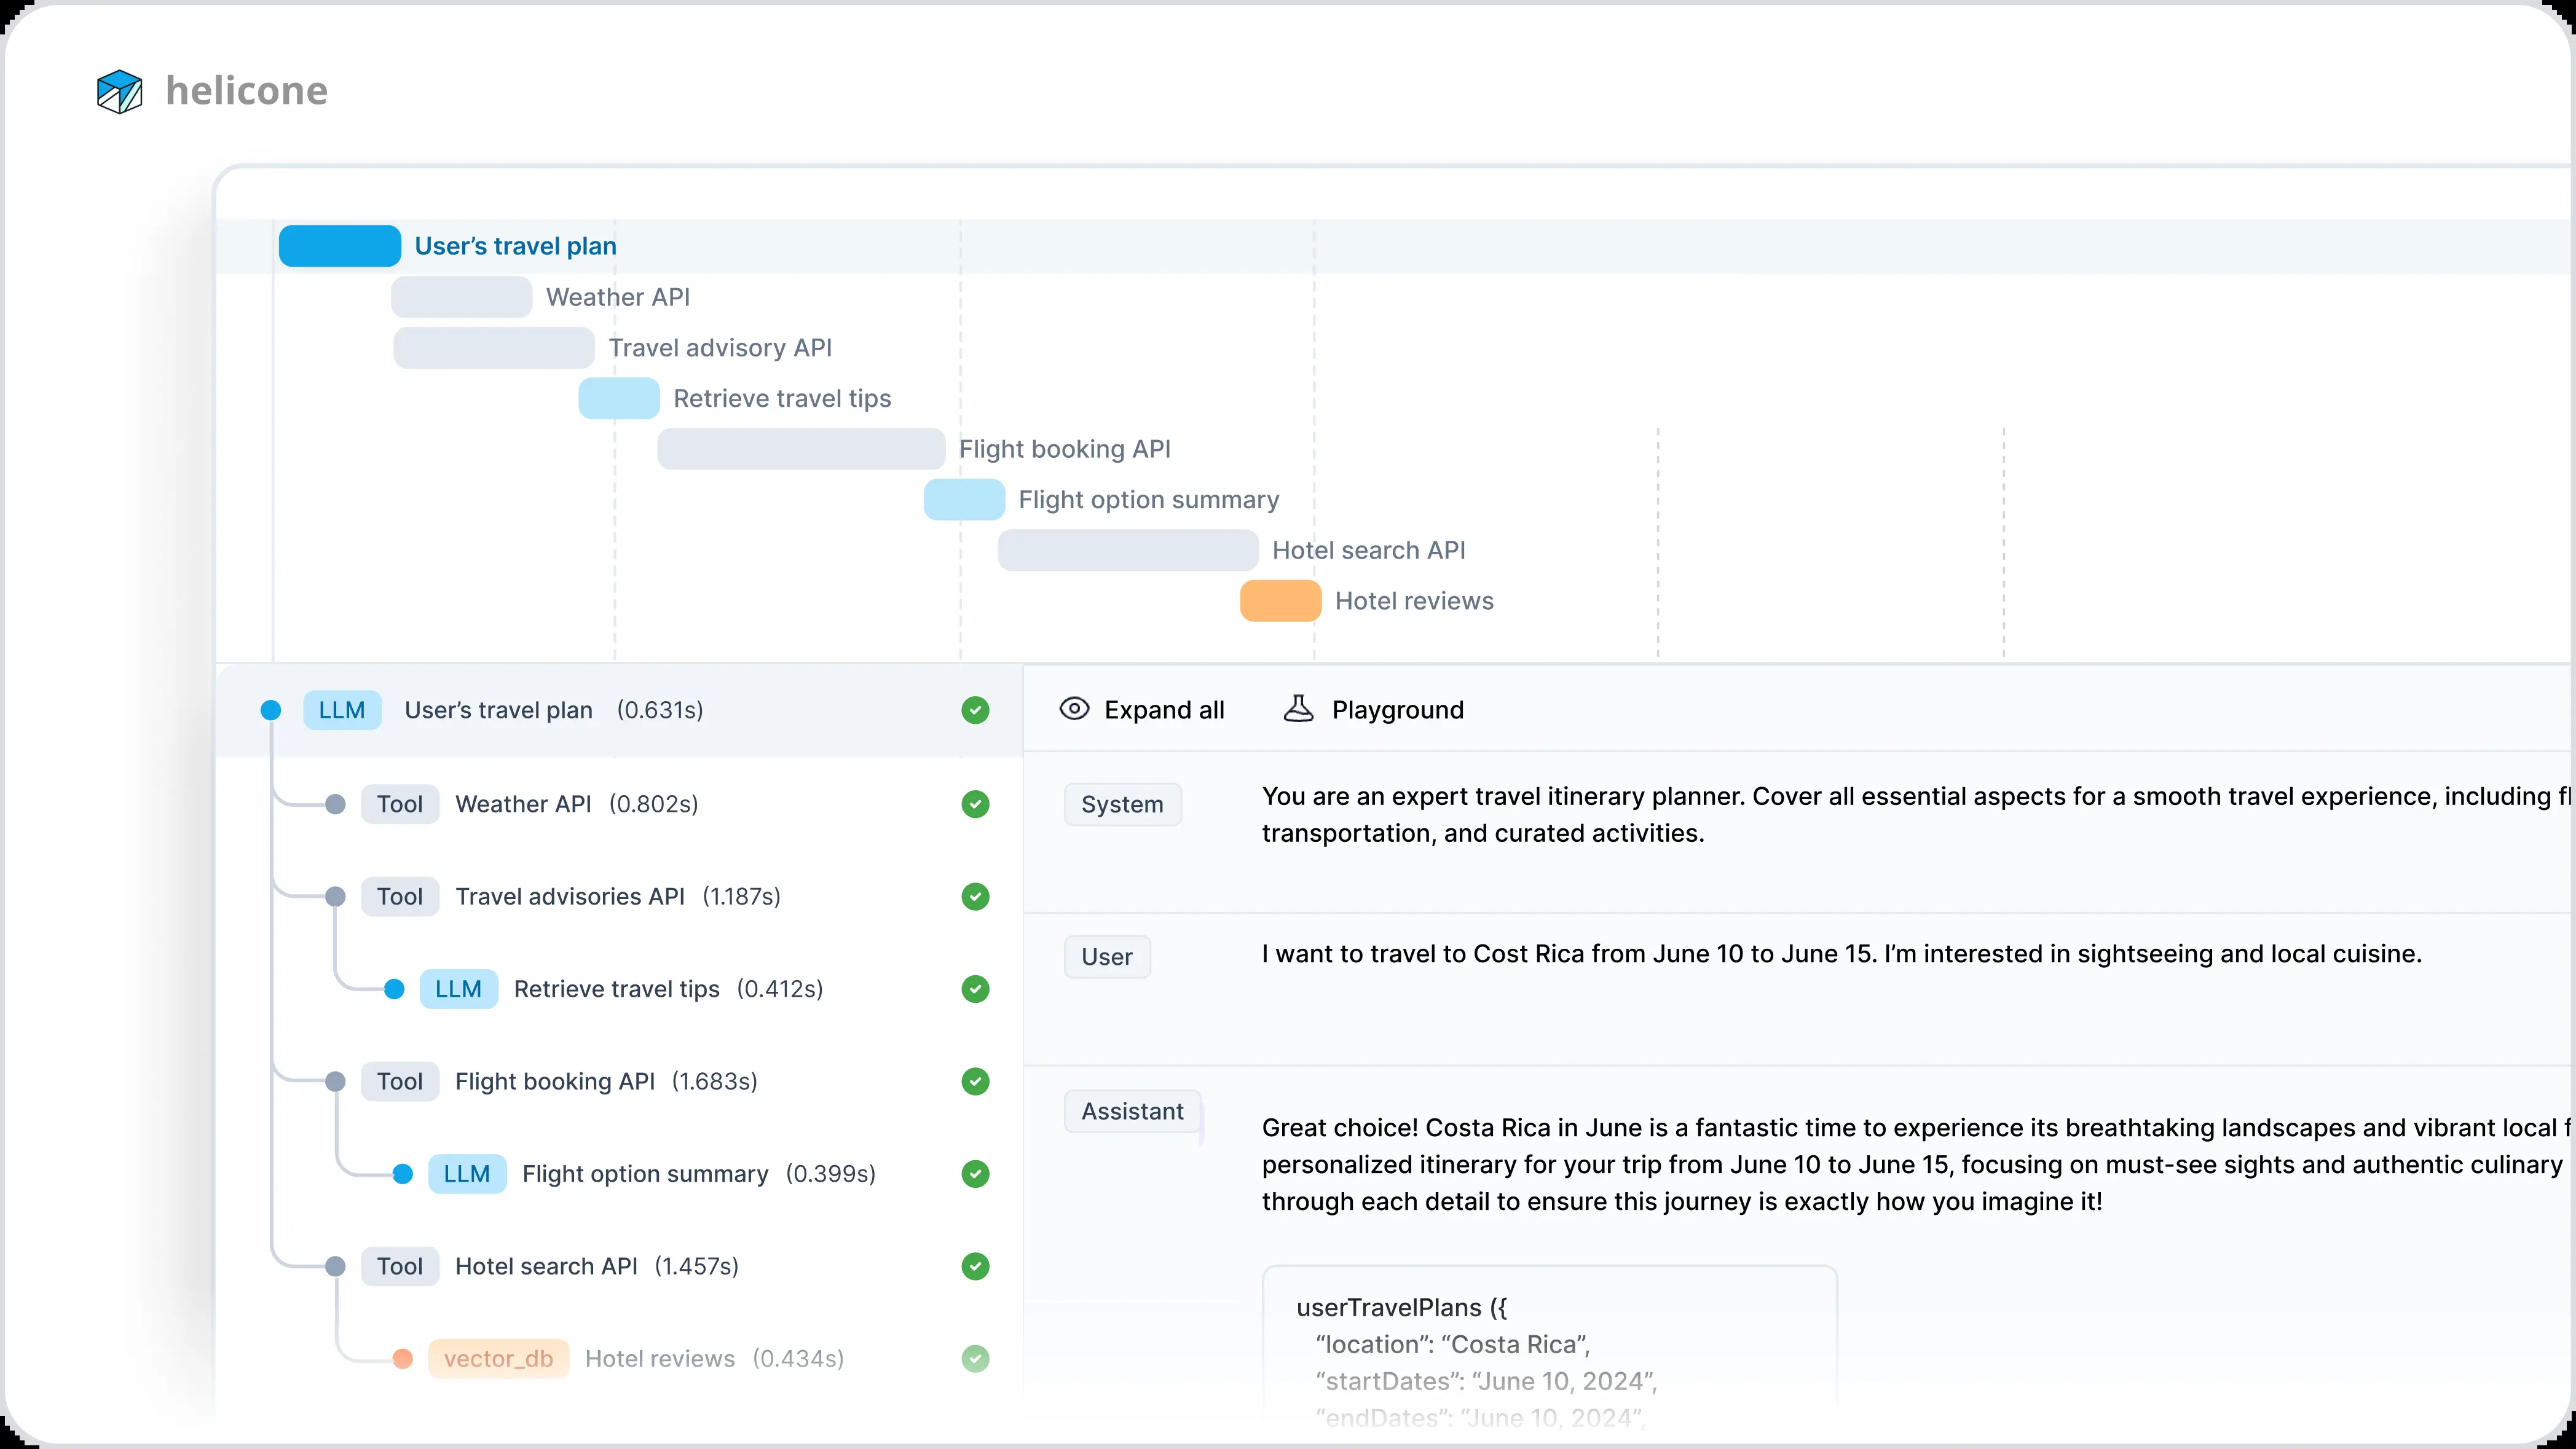 helicone
User’s travel plan
Weather API
Travel advisory API
Retrieve travel tips
Flight booking API
Flight option summary
Hotel search API
Hotel reviews
LLM User’s travel plan (0.631s)
Tool Weather API (0.802s)
Tool Travel advisories API (1.187s)
LLM Retrieve travel tips (0.412s)
Tool Flight booking API (1.683s)
LLM Flight option summary (0.399s)
Tool Hotel search API (1.457s)
vector_db Hotel reviews (0.434s)
Expand all Playground
System
You are an expert travel itinerary planner. Cover all essential aspects for a smooth travel experience, including
transportation, and curated activities.
User
I want to travel to Cost Rica from June 10 to June 15. I’m interested in sightseeing and local cuisine.
Assistant
Great choice! Costa Rica in June is a fantastic time to experience its breathtaking landscapes and vibrant local
personalized itinerary for your trip from June 10 to June 15, focusing on must-see sights and authentic culinary
through each detail to ensure this journey is exactly how you imagine it!
userTravelPlans ({
“location”: “Costa Rica”,
“startDates”: “June 10, 2024”,
“endDates”: “June 10, 2024”,